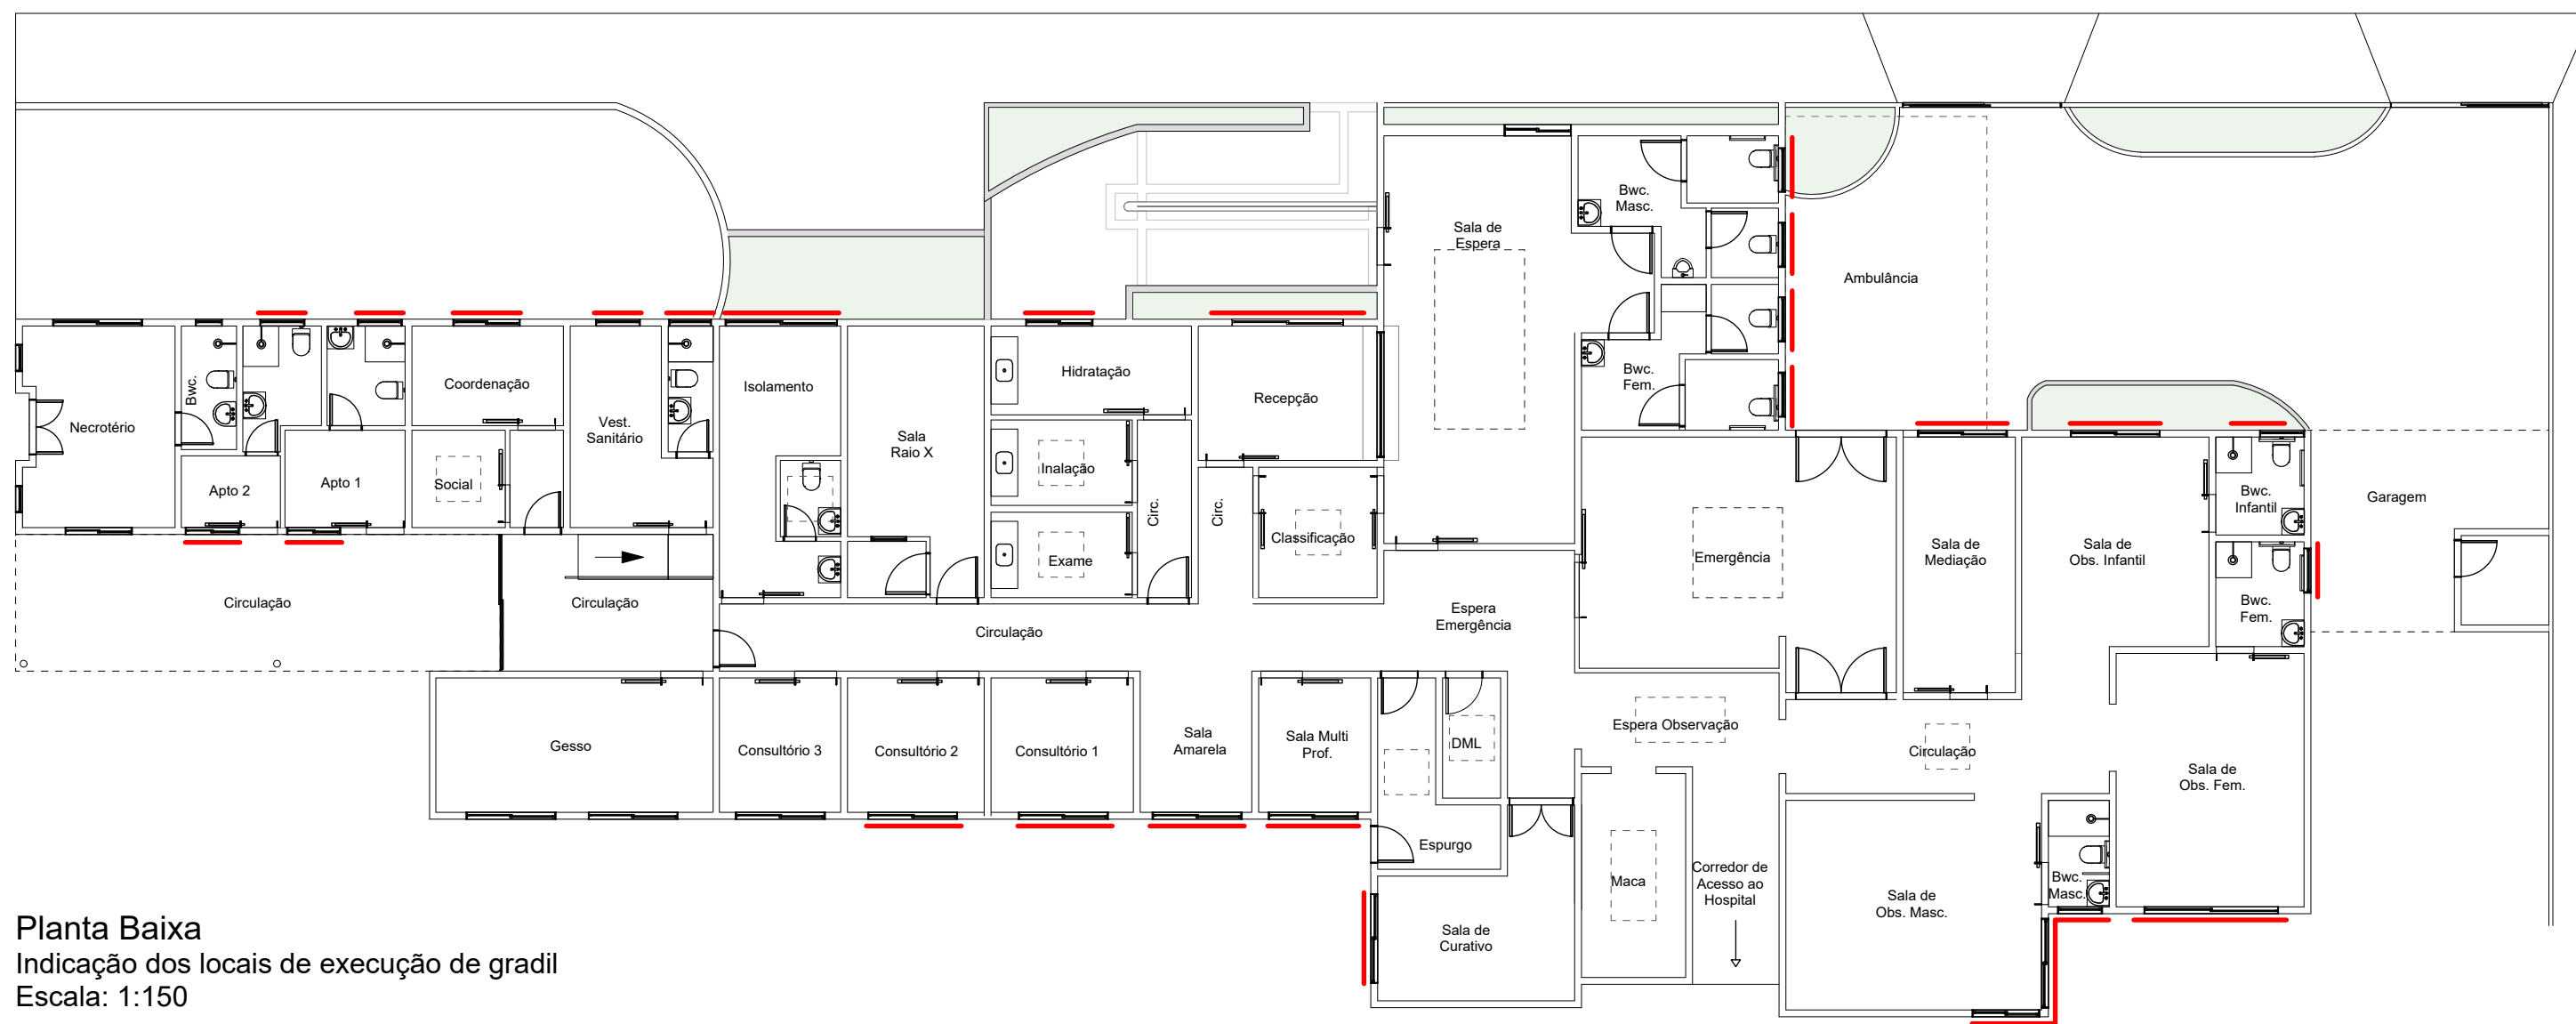 Bwc.
Masc.
Sala de
Espera
Ambulância
Bwc.
Necrotério
Coordenação
Vest.
Sanitário
Isolamento
Sala
Raio X
Hidratação
Recepção
Bwc.
Fem.
Apto 2
Apto 1
Social
Inalação
Circ.
Circ.
Exame
Classificação
Emergência
Sala de
Mediação
Sala de
Obs. Infantil
Bwc.
Infantil
Bwc.
Fem.
Garagem
Circulação
Circulação
Circulação
Espera
Emergência
Gesso
Consultório 3
Consultório 2
Consultório 1
Sala
Amarela
Sala Multi
Prof.
DML
Espera Observação
Circulação
Sala de
Obs. Fem.
Espurgo
Maca
Corredor de
Acesso ao
Hospital
Sala de
Curativo
Sala de
Obs. Masc.
Bwc.
Masc.
Planta Baixa
Indicação dos locais de execução de gradil
Escala: 1:150